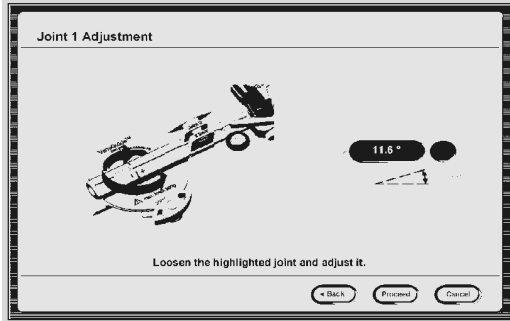 Joint 1 Adjustment
11.6 °
Loosen the highlighted joint and adjust it.
◄ Back
Proceed
Cancel